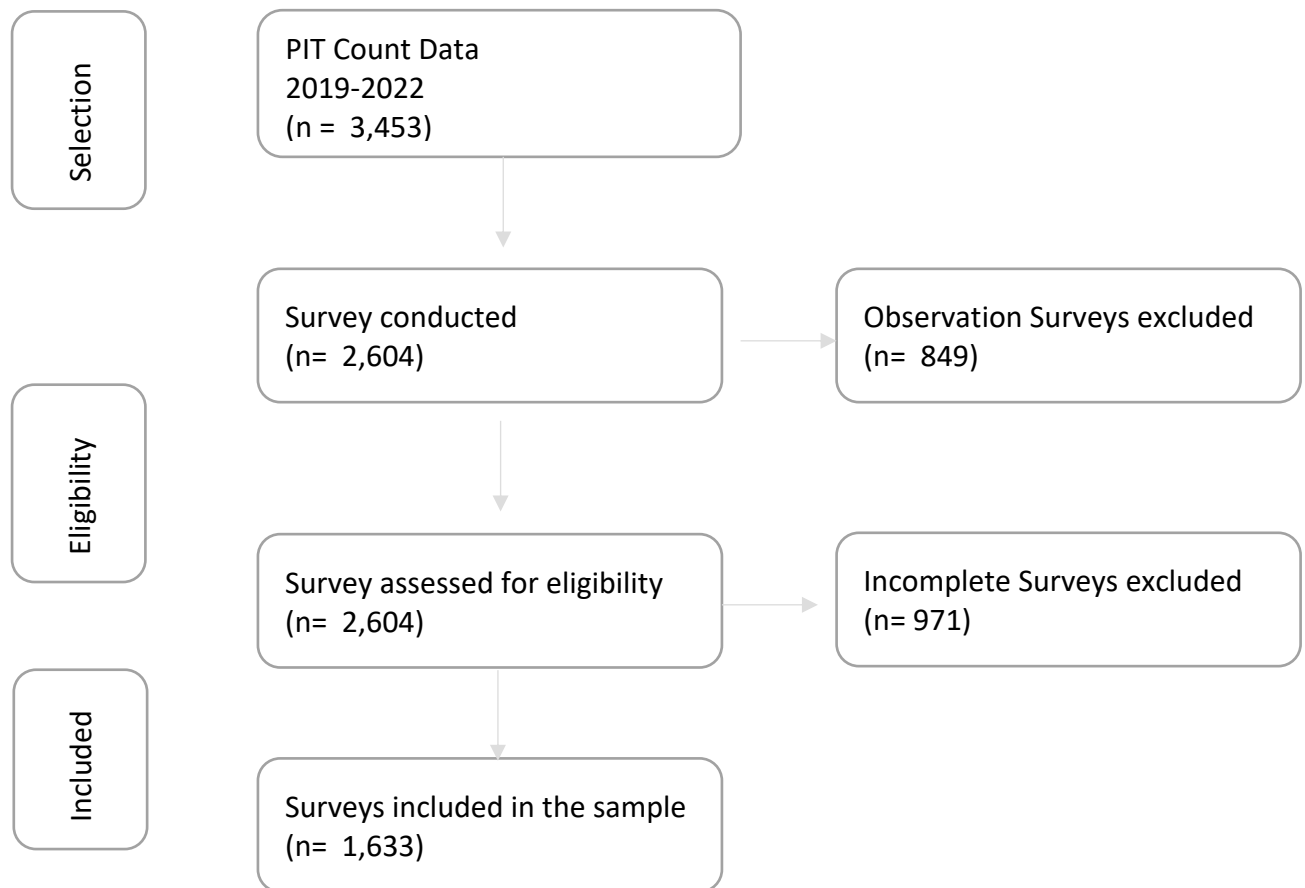 Selection
PIT Count Data
2019-2022
(n = 3,453)
Survey conducted
(n= 2,604)
Observation Surveys excluded
(n= 849)
Eligibility
Survey assessed for eligibility
(n= 2,604)
Incomplete Surveys excluded
(n= 971)
Included
Surveys included in the sample
(n= 1,633)